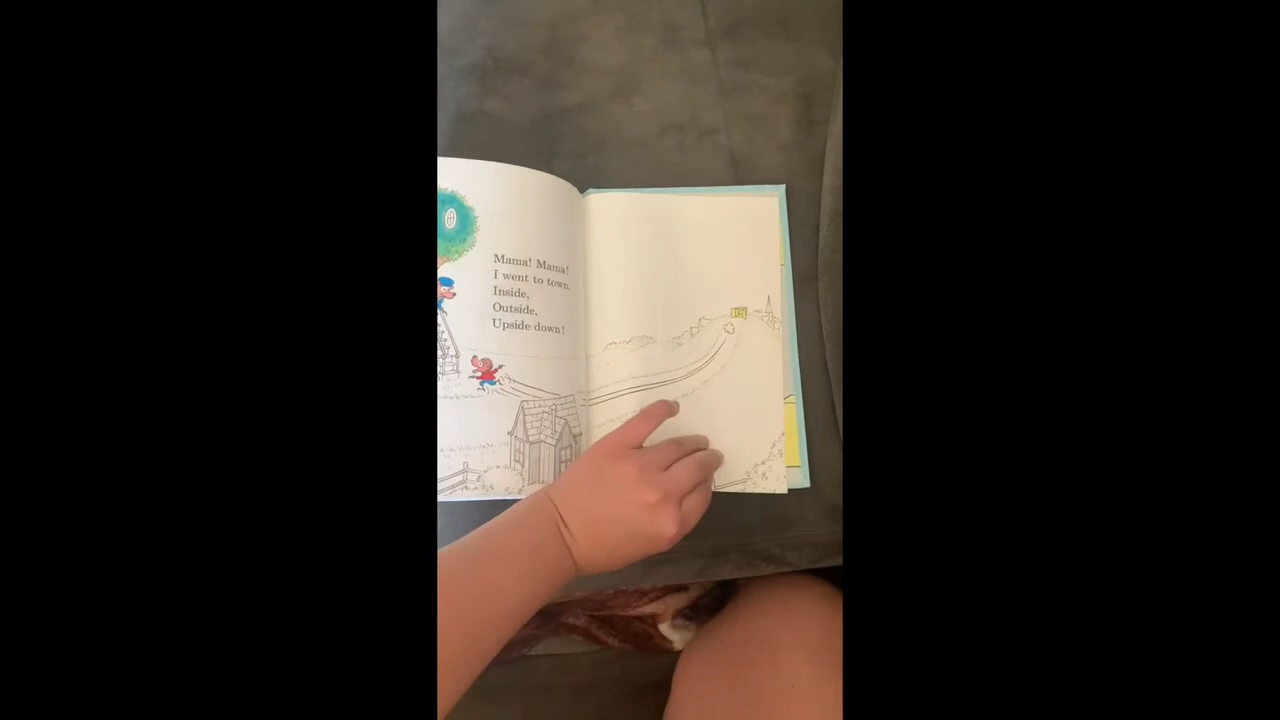 Mama! Mama!
I went to town.
Inside,
Outside,
Upside down!